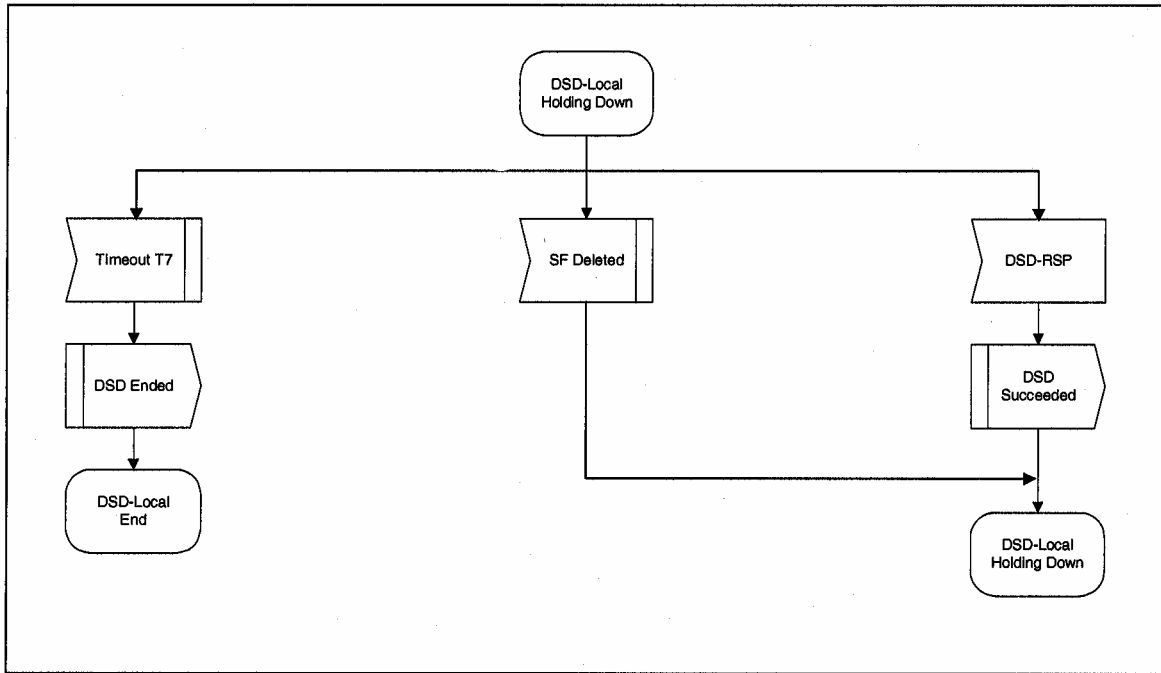 DSD-Local
Holding Down
Timeout T7
SF Deleted
DSD-RSP
DSD Ended
DSD
Succeeded
DSD-Local
End
DSD-Local
Holding Down